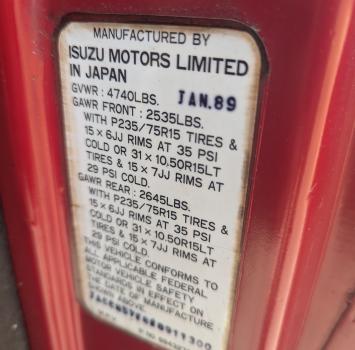 MANUFACTURED BY
ISUZU MOTORS LIMITED
IN JAPAN
GVWR : 4740LBS. JAN.89
GAWR FRONT : 2535LBS.
WITH P235/75R15 TIRES &
15 × 6JJ RIMS AT 35 PSI
COLD OR 31 × 10.50R15LT
TIRES & 15 × 7JJ RIMS AT
29 PSI COLD.
GAWR REAR : 2645LBS.
WITH P235/75R15 TIRES &
15 × 6JJ RIMS AT 35 PSI
COLD OR 31 × 10.50R15LT
TIRES & 15 × 7JJ RIMS AT
29 PSI COLD.
THIS VEHICLE CONFORMS TO
ALL APPLICABLE FEDERAL
MOTOR VEHICLE SAFETY
STANDARDS IN EFFECT ON
THE DATE OF MANUFACTURE
SHOWN ABOVE.